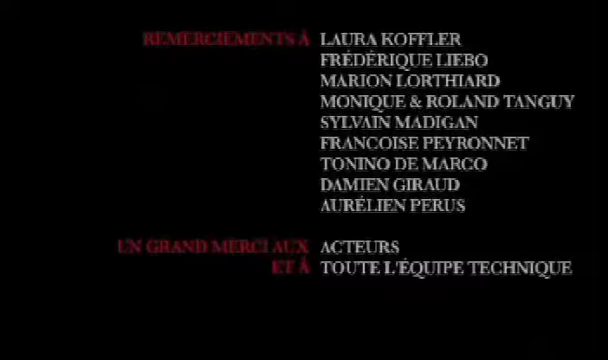 REMERCIEMENTS À LAURA KOFFLER
FRÉDÉRIQUE LIEBO
MARION LORTHIARD
MONIQUE & ROLAND TANGUY
SYLVAIN MADIGAN
FRANCOISE PEYRONNET
TONINO DE MARCO
DAMIEN GIRAUD
AURÉLIEN PERUS
UN GRAND MERCI AUX ACTEURS
ET À TOUTE L'ÉQUIPE TECHNIQUE